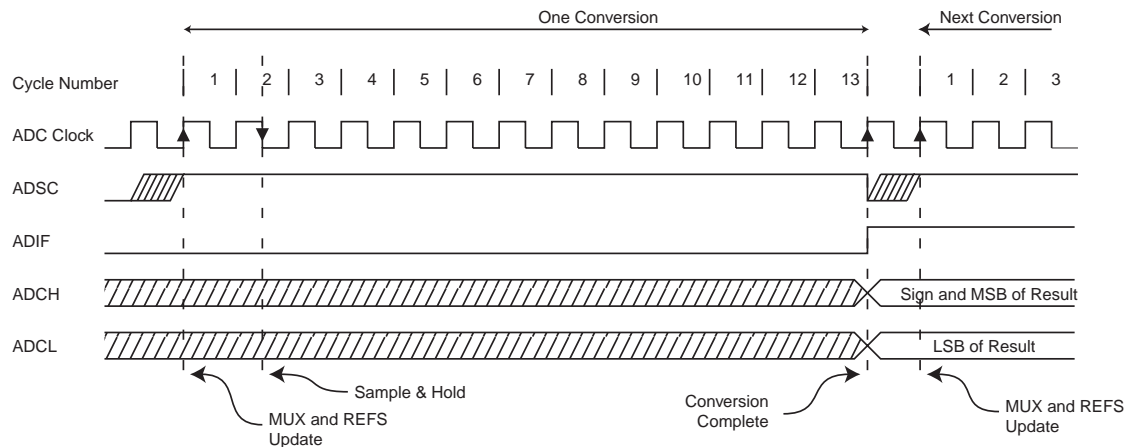 One Conversion
Next Conversion
Cycle Number
1 2 3 4 5 6 7 8 9 10 11 12 13 1 2 3
ADC Clock
ADSC
ADIF
ADCH
Sign and MSB of Result
ADCL
LSB of Result
MUX and REFS
Update
Sample & Hold
Conversion
Complete
MUX and REFS
Update